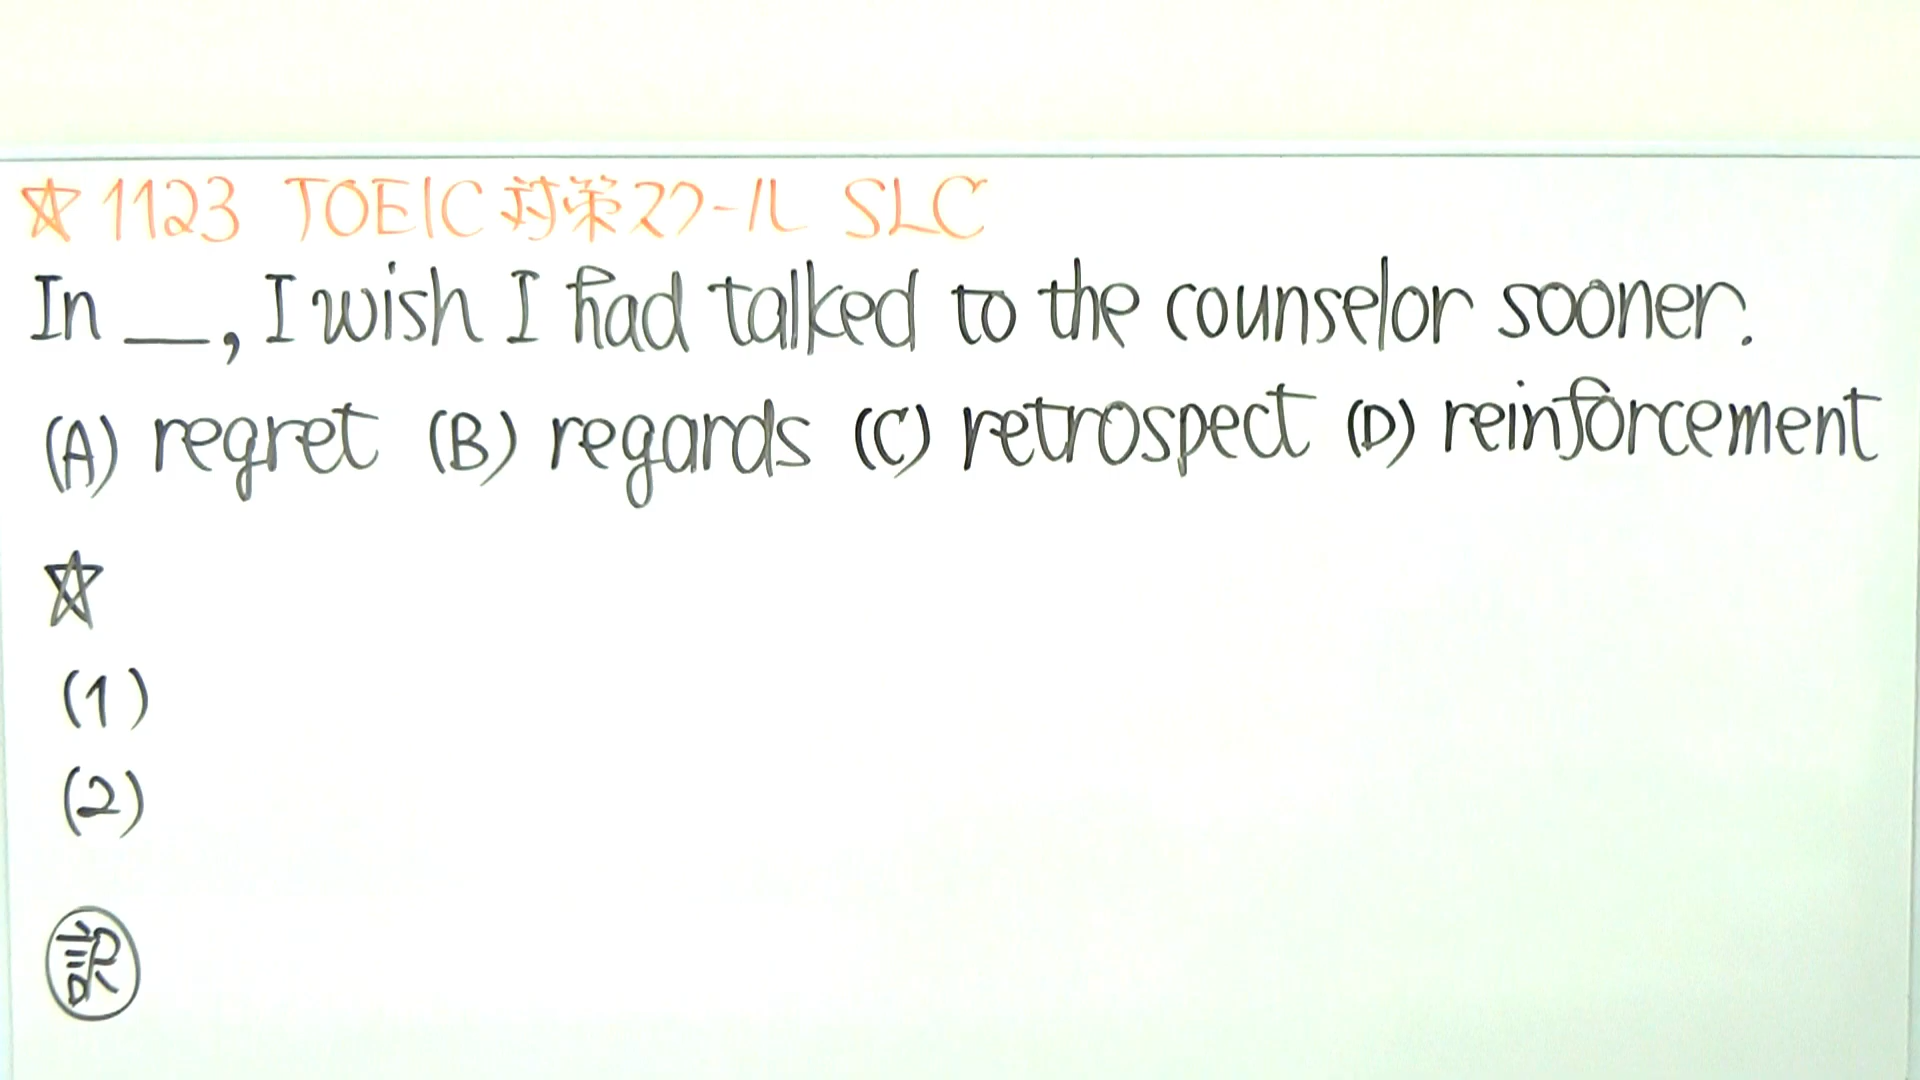 ☆1123 TOEIC対策スクール SLC
In __, I wish I had talked to the counselor sooner.
(A) regret (B) regards (C) retrospect (D) reinforcement
☆
(1)
(2)
訳